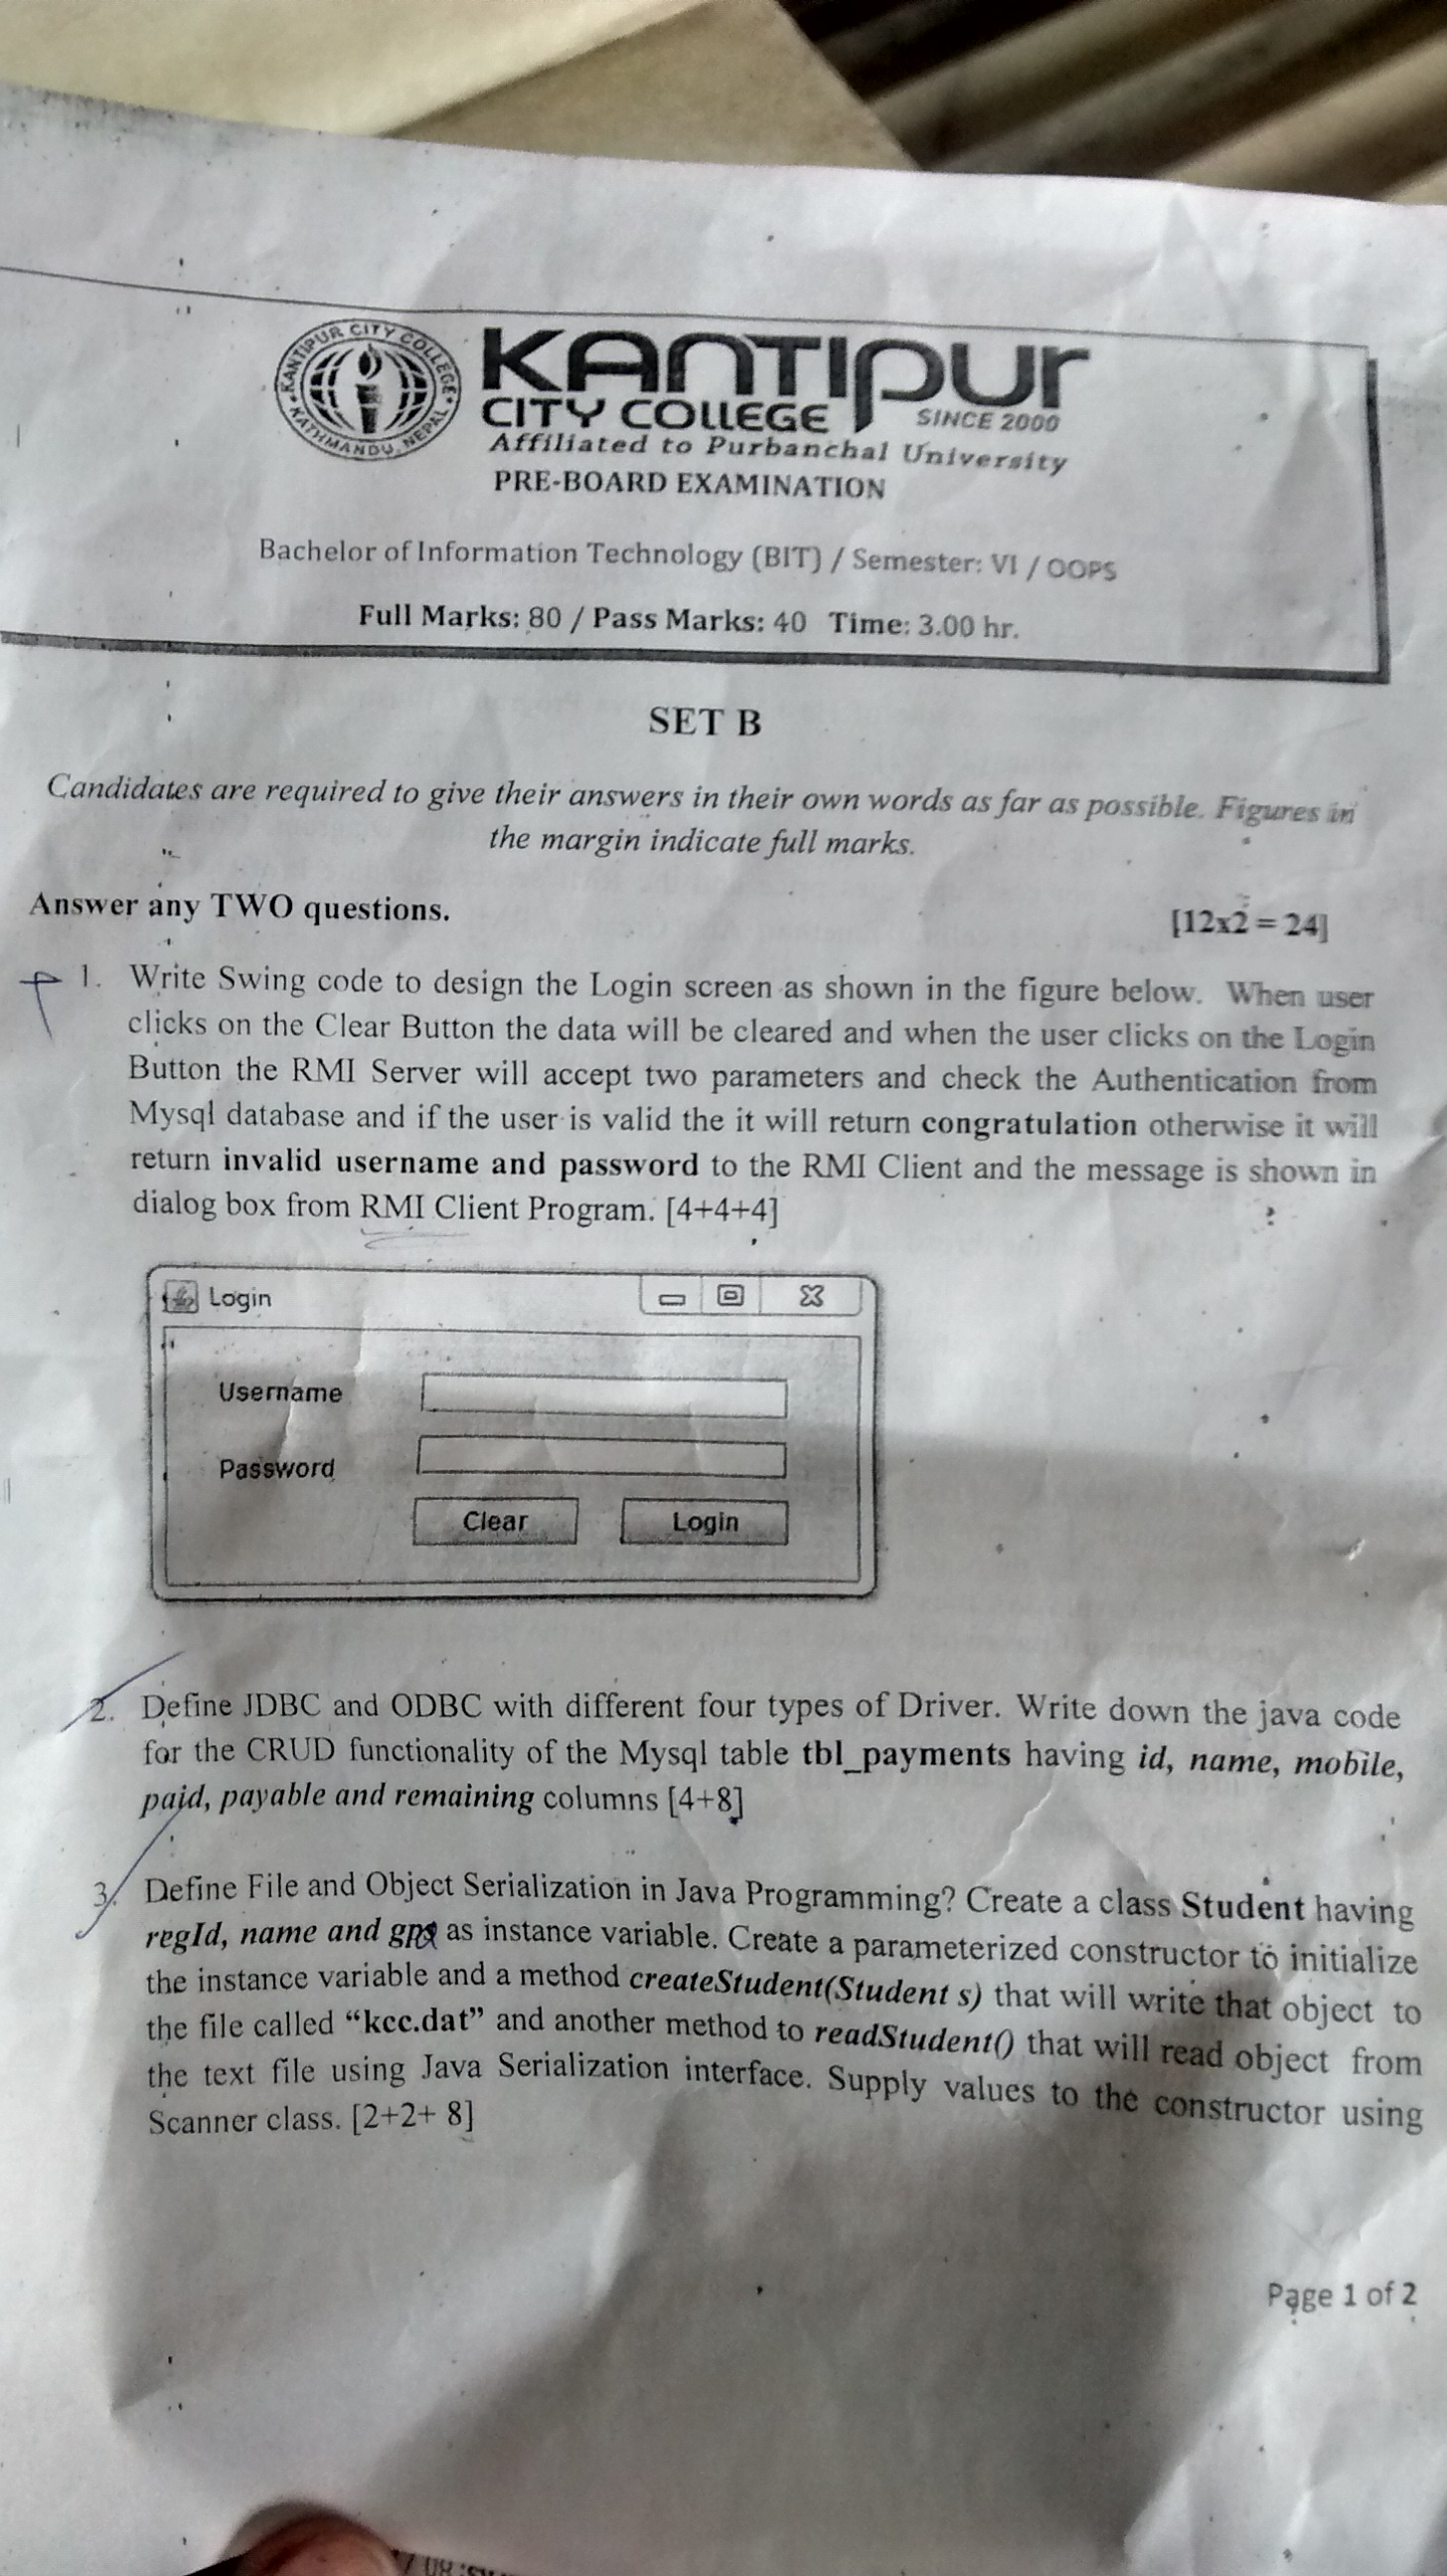 KANTIPUR CITY COLLEGE
KATHMANDU, NEPAL
KANTIPUR
CITY COLLEGE SINCE 2000
Affiliated to Purbanchal University
PRE-BOARD EXAMINATION
Bachelor of Information Technology (BIT) / Semester: VI / OOPS
Full Marks: 80 / Pass Marks: 40 Time: 3.00 hr.
SET B
Candidates are required to give their answers in their own words as far as possible. Figures in
the margin indicate full marks.
Answer any TWO questions. [12x2 = 24]
1. Write Swing code to design the Login screen as shown in the figure below. When user
clicks on the Clear Button the data will be cleared and when the user clicks on the Login
Button the RMI Server will accept two parameters and check the Authentication from
Mysql database and if the user is valid the it will return congratulation otherwise it will
return invalid username and password to the RMI Client and the message is shown in
dialog box from RMI Client Program. [4+4+4]
Login
Username
Password
Clear Login
2. Define JDBC and ODBC with different four types of Driver. Write down the java code
for the CRUD functionality of the Mysql table tbl_payments having id, name, mobile,
paid, payable and remaining columns [4+8]
3. Define File and Object Serialization in Java Programming? Create a class Student having
regId, name and gpa as instance variable. Create a parameterized constructor to initialize
the instance variable and a method createStudent(Student s) that will write that object to
the file called “kcc.dat” and another method to readStudent() that will read object from
the text file using Java Serialization interface. Supply values to the constructor using
Scanner class. [2+2+ 8]
Page 1 of 2